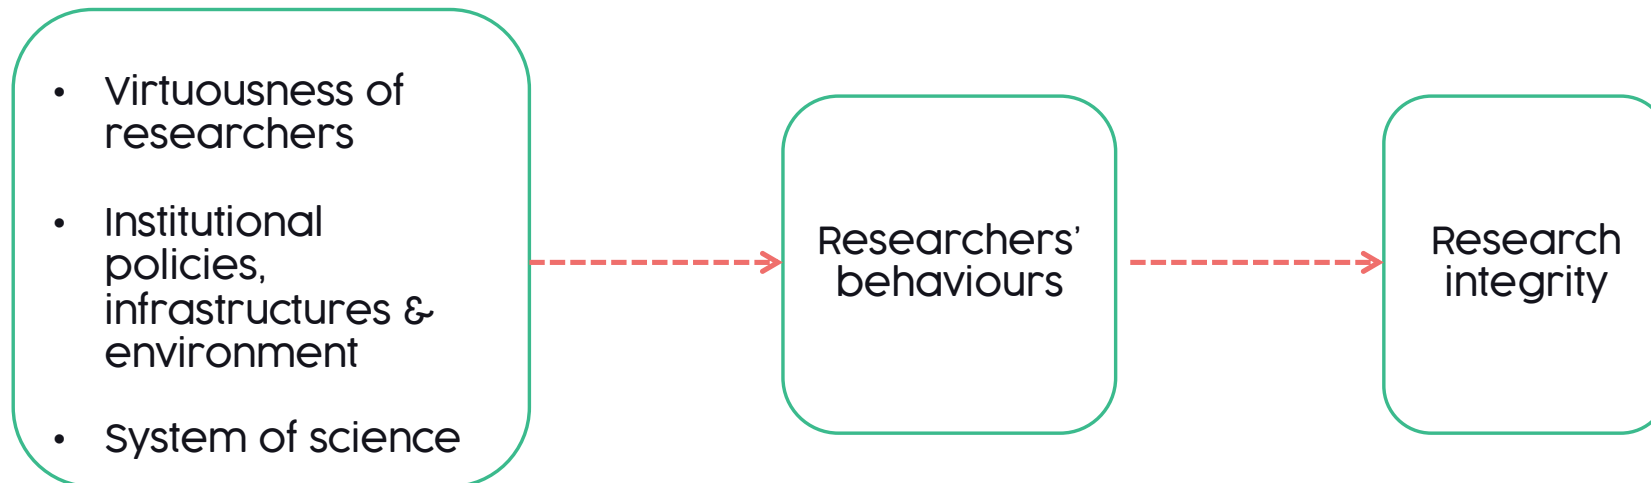 • Virtuousness of
researchers
• Institutional
policies,
infrastructures &
environment
• System of science
Researchers’
behaviours
Research
integrity